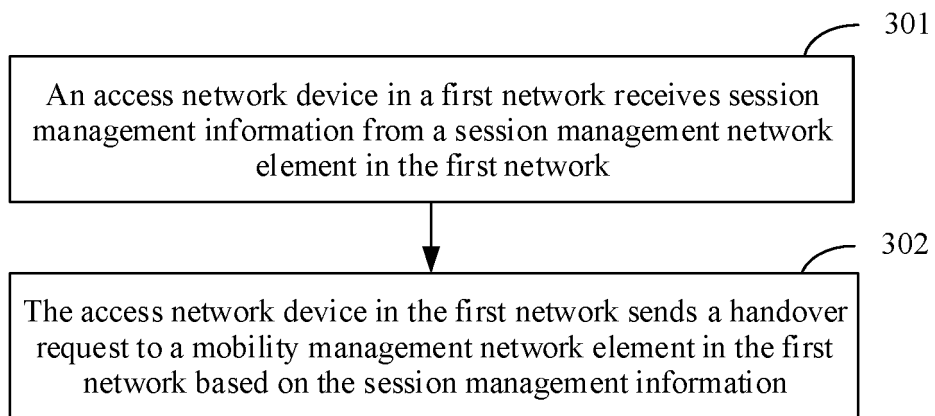 301
An access network device in a first network receives session
management information from a session management network
element in the first network
302
The access network device in the first network sends a handover
request to a mobility management network element in the first
network based on the session management information